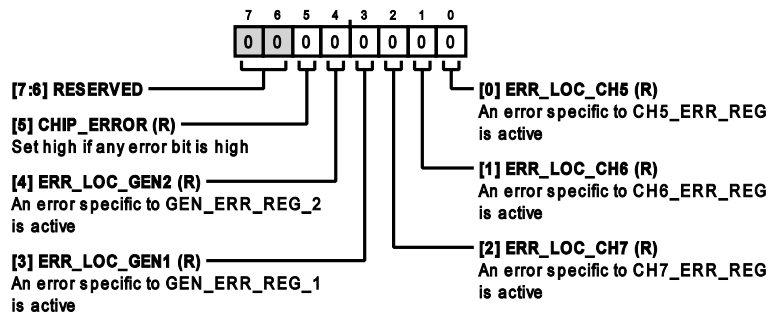 7 6 5 4 3 2 1 0
0 0 0 0 0 0 0 0
[7:6] RESERVED
[5] CHIP_ERROR (R)
Set high if any error bit is high
[4] ERR_LOC_GEN2 (R)
An error specific to GEN_ERR_REG_2
is active
[3] ERR_LOC_GEN1 (R)
An error specific to GEN_ERR_REG_1
is active
[0] ERR_LOC_CH5 (R)
An error specific to CH5_ERR_REG
is active
[1] ERR_LOC_CH6 (R)
An error specific to CH6_ERR_REG
is active
[2] ERR_LOC_CH7 (R)
An error specific to CH7_ERR_REG
is active